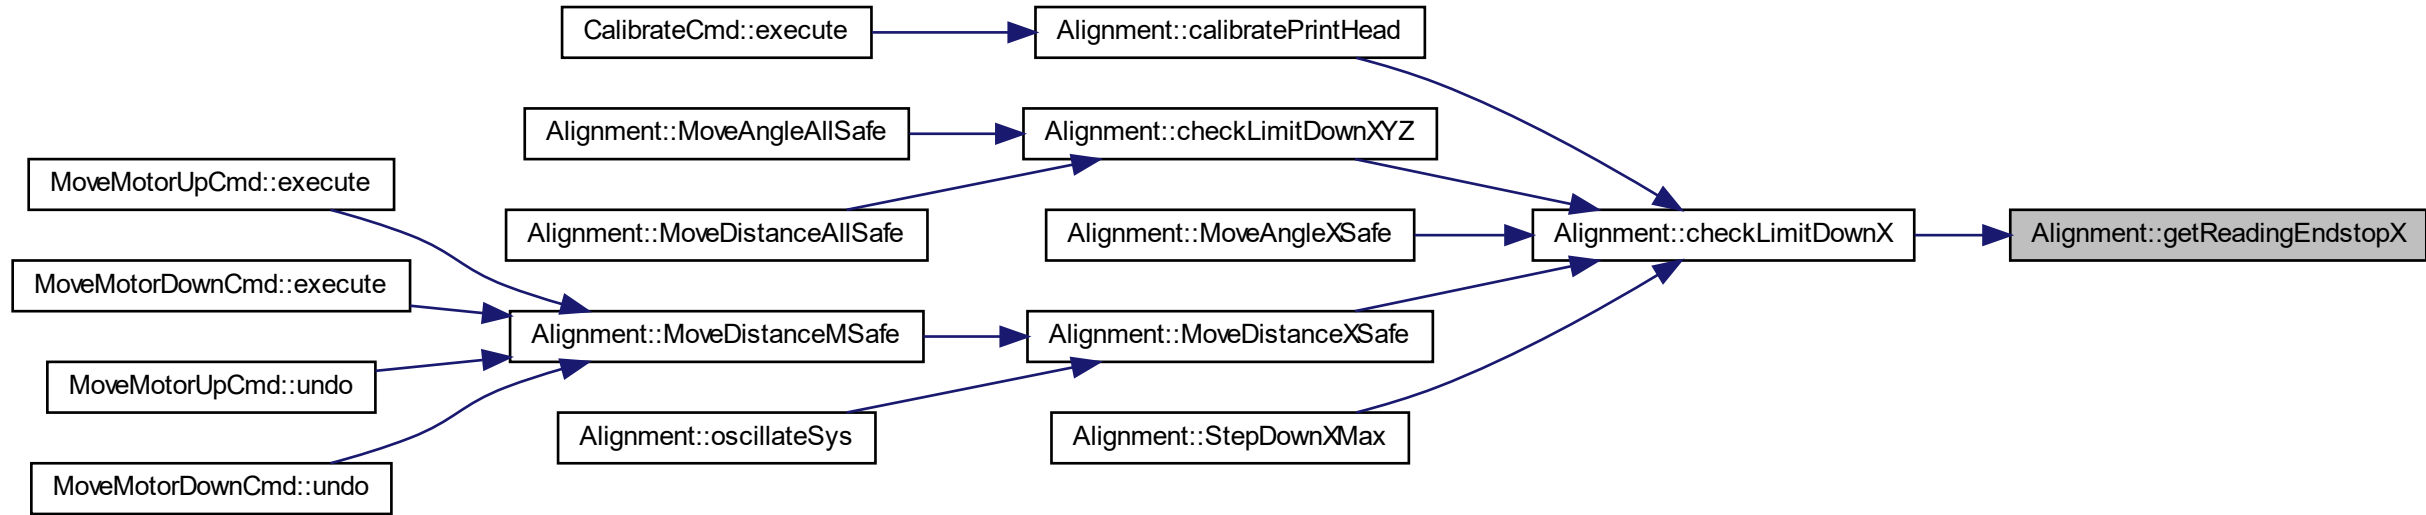 CalibrateCmd::execute
Alignment::calibratePrintHead
Alignment::MoveAngleAllSafe
Alignment::checkLimitDownXYZ
MoveMotorUpCmd::execute
Alignment::MoveDistanceAllSafe
Alignment::MoveAngleXSafe
Alignment::checkLimitDownX
Alignment::getReadingEndstopX
MoveMotorDownCmd::execute
Alignment::MoveDistanceMSafe
Alignment::MoveDistanceXSafe
MoveMotorUpCmd::undo
Alignment::oscillateSys
Alignment::StepDownXMax
MoveMotorDownCmd::undo